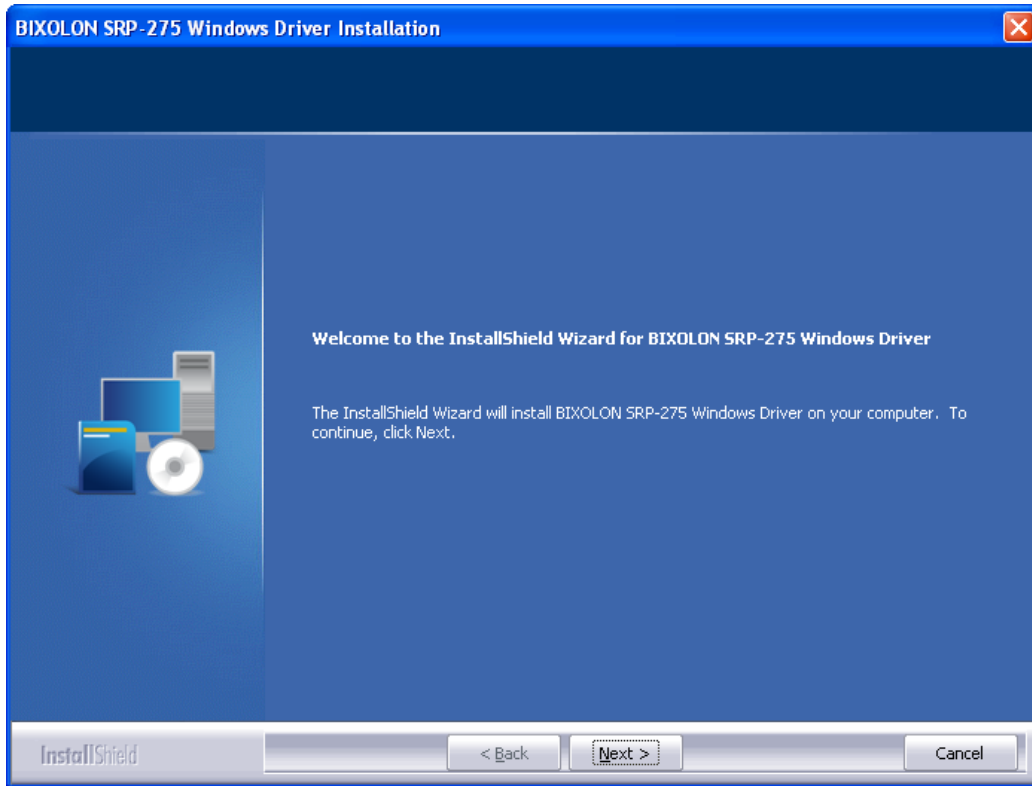 BIXOLON SRP-275 Windows Driver Installation
Welcome to the InstallShield Wizard for BIXOLON SRP-275 Windows Driver
The InstallShield Wizard will install BIXOLON SRP-275 Windows Driver on your computer. To
continue, click Next.
InstallShield
< Back
Next >
Cancel